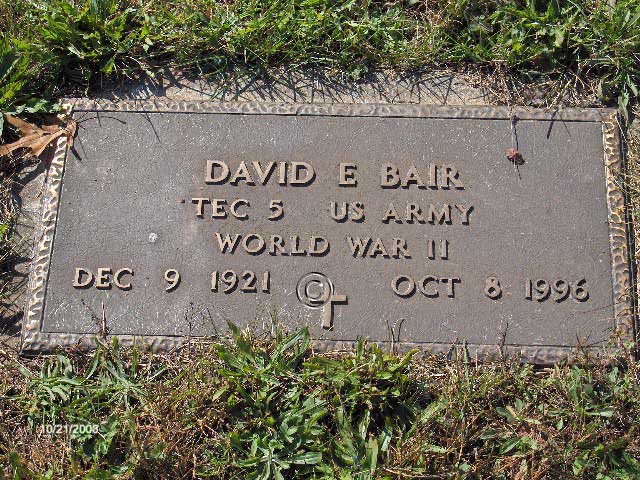 DAVID E BAIR
TEC 5 US ARMY
WORLD WAR II
DEC 9 1921 © OCT 8 1996
10/21/2008